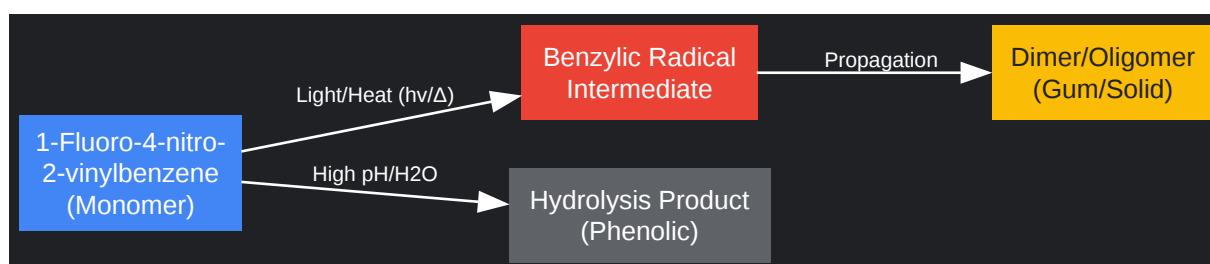 1-Fluoro-4-nitro-
2-vinylbenzene
(Monomer)
Light/Heat (hv/Δ)
Benzylic Radical
Intermediate
Propagation
Dimer/Oligomer
(Gum/Solid)
High pH/H2O
Hydrolysis Product
(Phenolic)